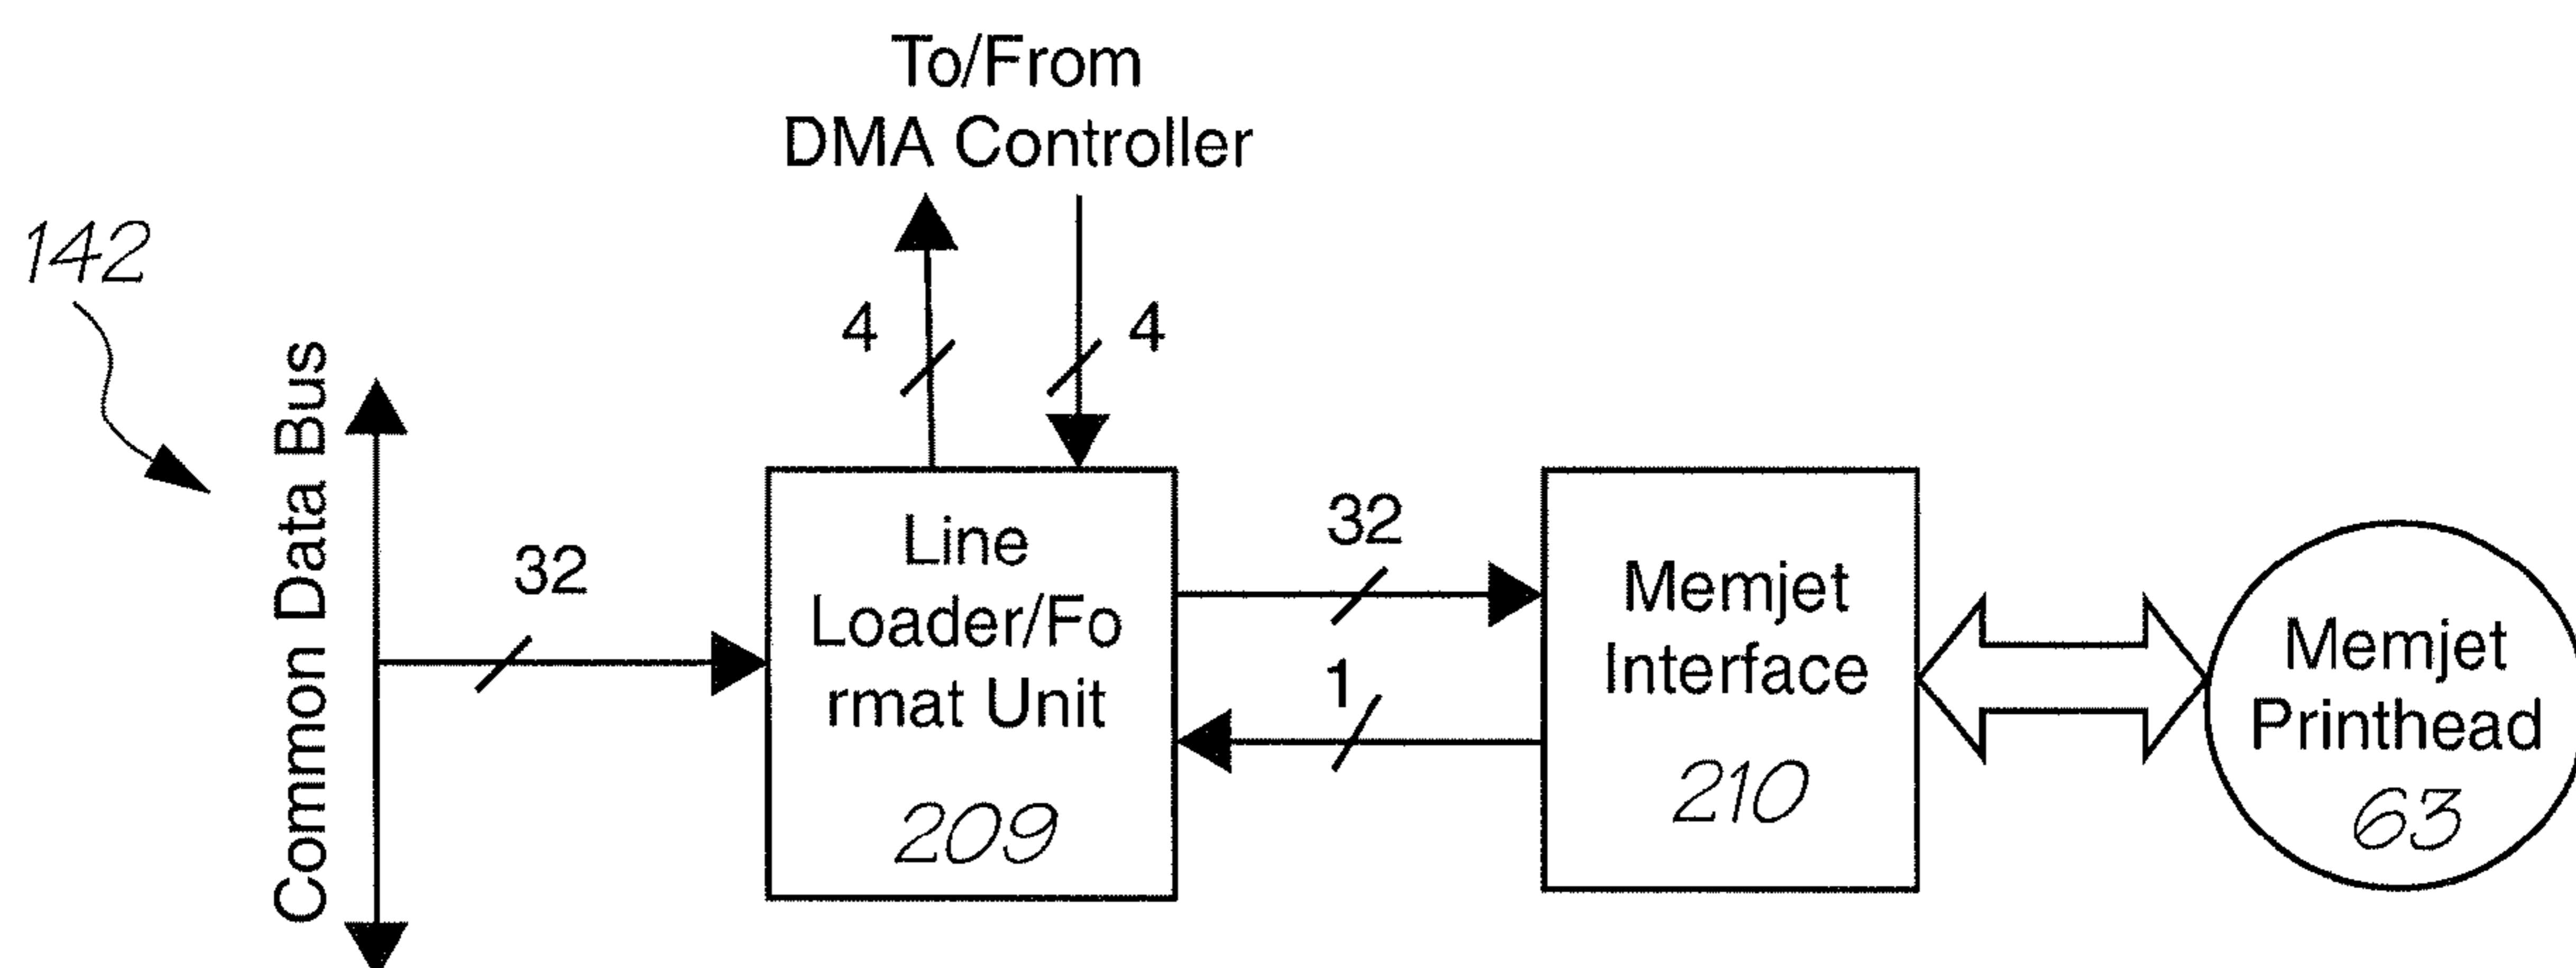 To/From
DMA Controller
142
4
4
Common Data Bus
32
Line
Loader/Fo
rmat Unit
209
32
1
Memjet
Interface
210
Memjet
Printhead
63